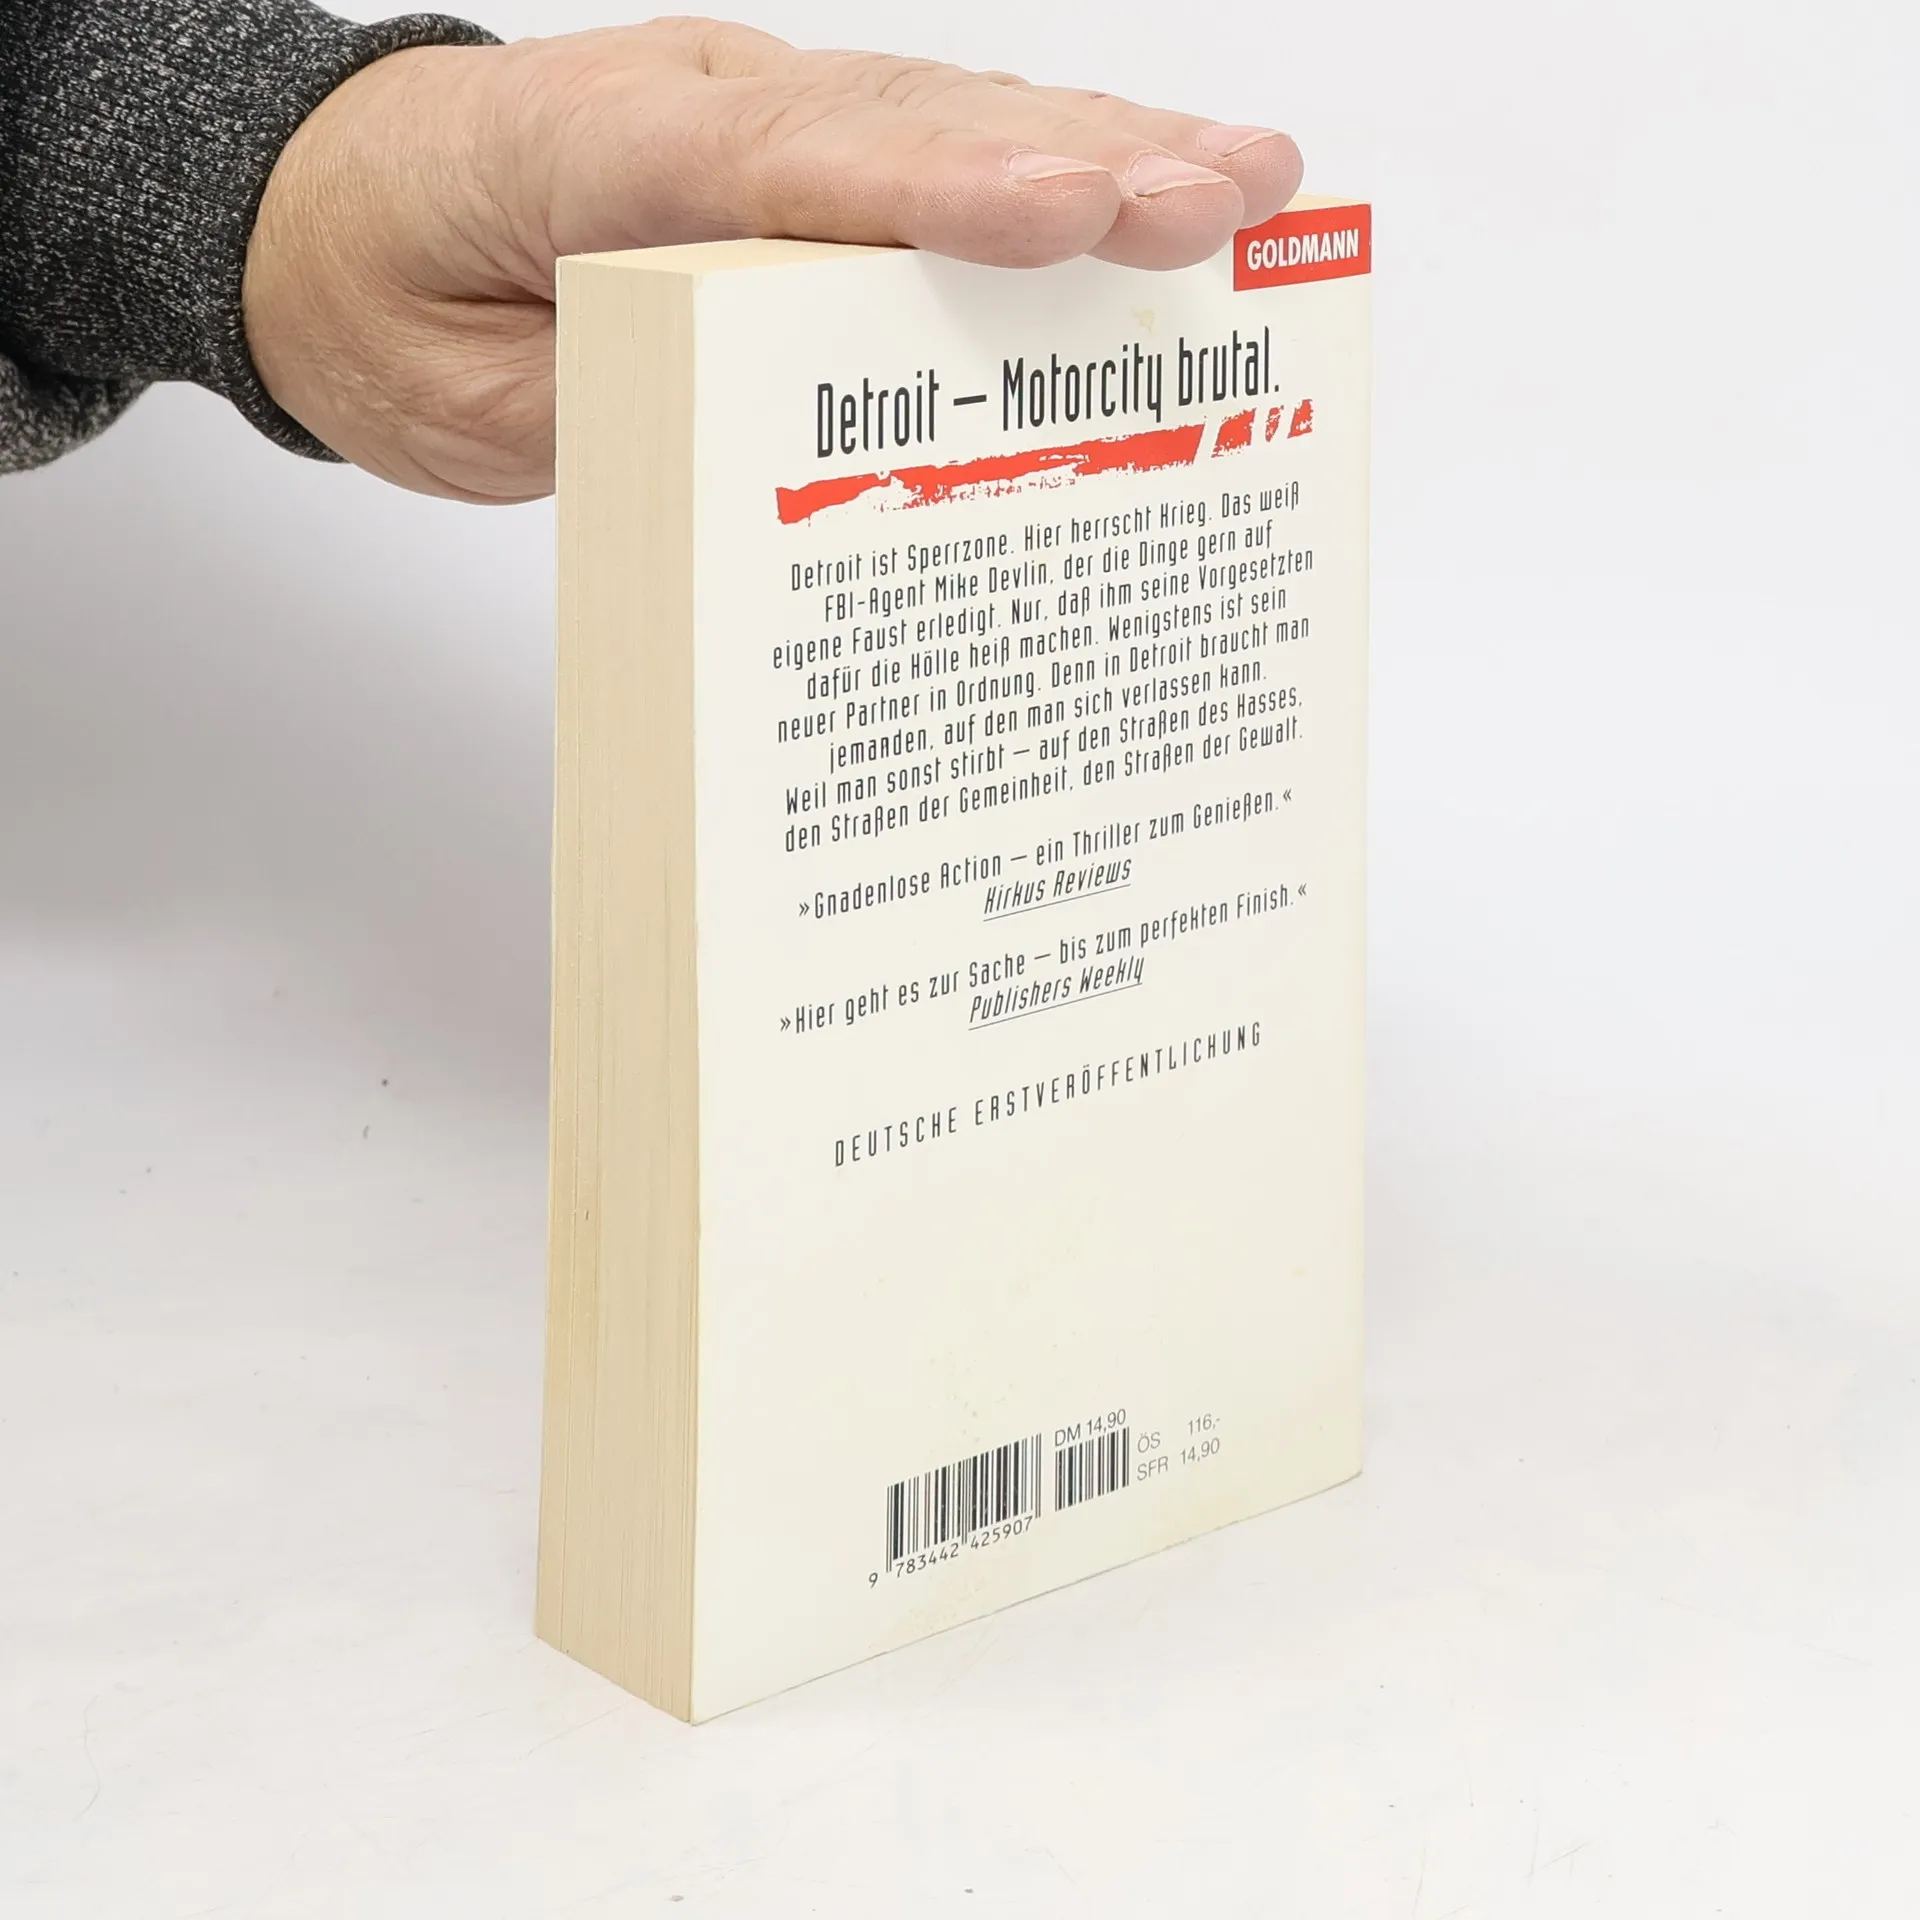 GOLDMANN
Detroit – Motorcity brutal.
Detroit ist Sperrzone. Hier herrscht Krieg. Das weiß
FBI-Agent Mike Devlin, der die Dinge gern auf
eigene Faust erledigt. Nur, daß ihm seine Vorgesetzten
dafür die Hölle heiß machen. Wenigstens ist sein
neuer Partner in Ordnung. Denn in Detroit braucht man
jemanden, auf den man sich verlassen kann.
Weil man sonst stirbt – auf den Straßen des Hasses,
den Straßen der Gemeinheit, den Straßen der Gewalt.
»Gnadenlose Action – ein Thriller zum Genießen.«
Kirkus Reviews
»Hier geht es zur Sache – bis zum perfekten Finish.«
Publishers Weekly
DEUTSCHE ERSTVERÖFFENTLICHUNG
DM 14,90
ÖS 116,-
SFR 14,90
9 783442 425907